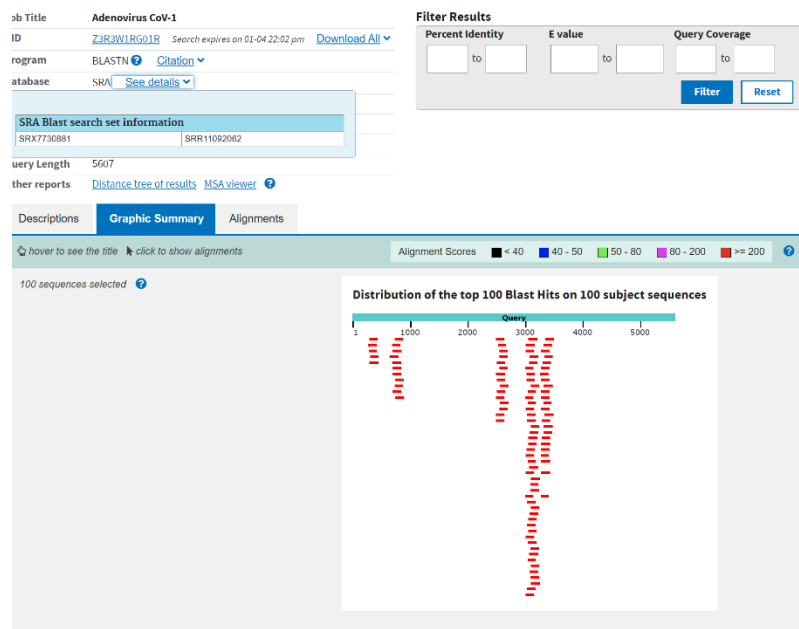 ob Title Adenovirus CoV-1
ID Z3R3W1RG01R Search expires on 01-04 22:02 pm Download All
rogram BLASTN ? Citation
atabase SRA See details
SRA Blast search set information
SRX7730881 SRR11092062
uery Length 5607
ther reports Distance tree of results MSA viewer ?
Filter Results
Percent Identity E value Query Coverage
to to to
Filter Reset
Descriptions Graphic Summary Alignments
hover to see the title click to show alignments Alignment Scores < 40 40 - 50 50 - 80 80 - 200 >= 200 ?
100 sequences selected ?
Distribution of the top 100 Blast Hits on 100 subject sequences
Query
1 1000 2000 3000 4000 5000